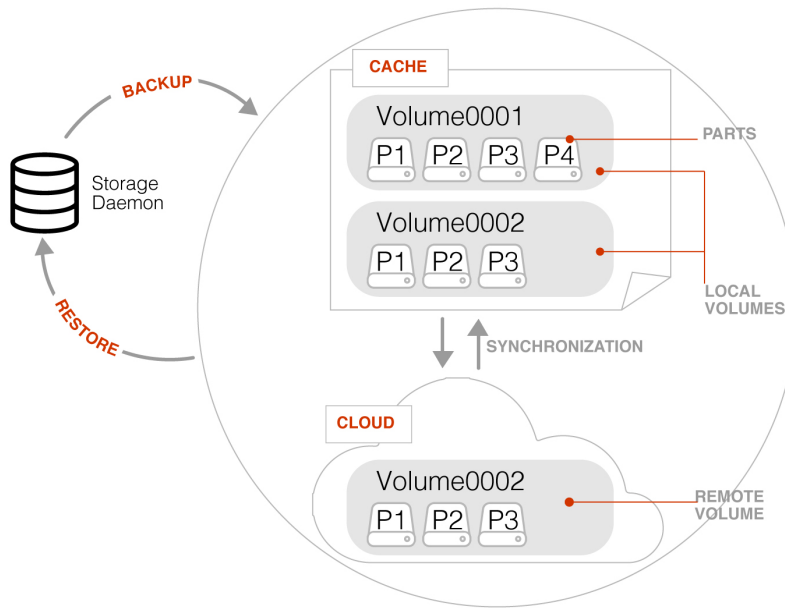 CACHE
BACKUP
Volume0001
PARTS
P1 P2 P3 P4
Storage
Daemon
Volume0002
P1 P2 P3
LOCAL
VOLUMES
RESTORE
SYNCHRONIZATION
CLOUD
Volume0002
REMOTE
VOLUME
P1 P2 P3